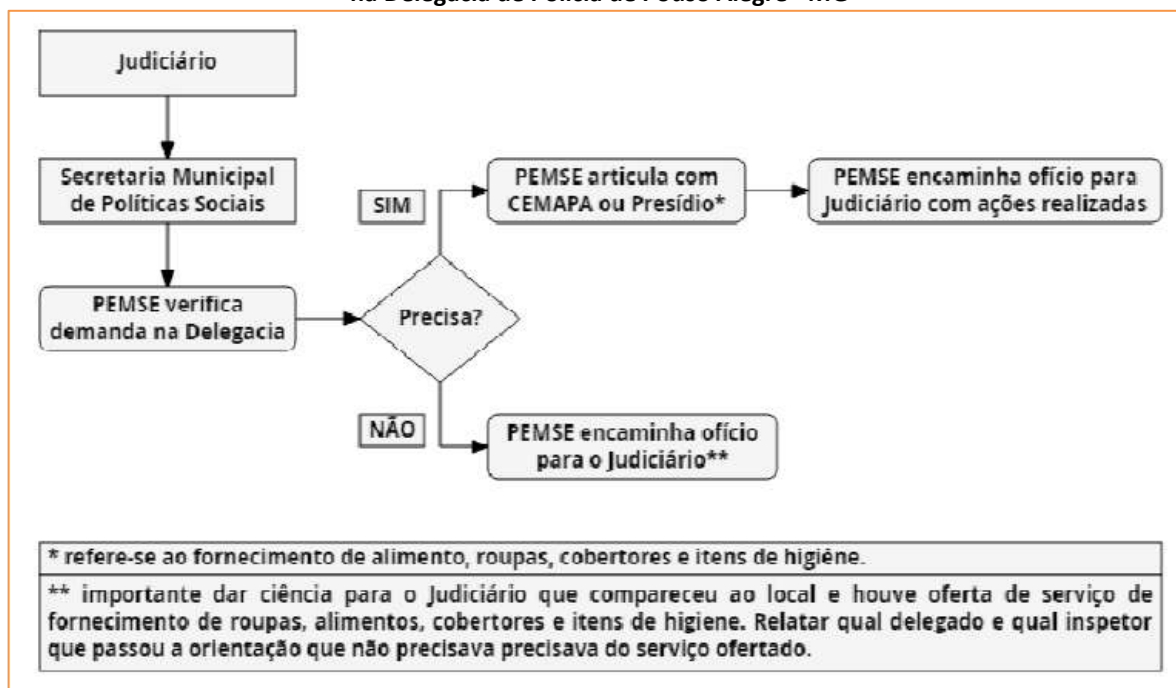 na Delegacia de Polícia de Pouso Alegre - MG
Judiciário
Secretaria Municipal
de Políticas Sociais
PEMSE verifica
demanda na Delegacia
Precisa?
SIM
PEMSE articula com
CEMAPA ou Presídio*
PEMSE encaminha ofício para
Judiciário com ações realizadas
NÃO
PEMSE encaminha ofício
para o Judiciário**
* refere-se ao fornecimento de alimento, roupas, cobertores e itens de higiêne.
** importante dar ciência para o Judiciário que compareceu ao local e houve oferta de serviço de
fornecimento de roupas, alimentos, cobertores e itens de higiene. Relatar qual delegado e qual inspetor
que passou a orientação que não precisava precisava do serviço ofertado.